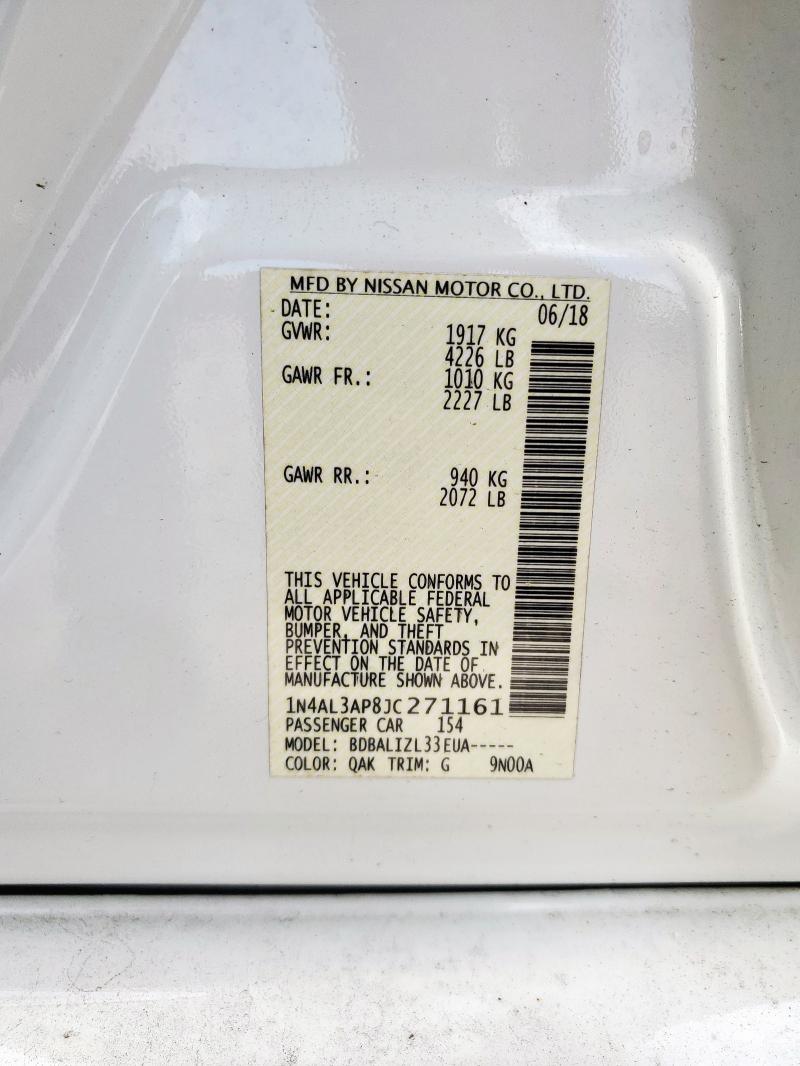 MFD BY NISSAN MOTOR CO., LTD.
DATE: 06/18
GVWR: 1917 KG
4226 LB
GAWR FR.: 1010 KG
2227 LB
GAWR RR.: 940 KG
2072 LB
THIS VEHICLE CONFORMS TO
ALL APPLICABLE FEDERAL
MOTOR VEHICLE SAFETY,
BUMPER, AND THEFT
PREVENTION STANDARDS IN
EFFECT ON THE DATE OF
MANUFACTURE SHOWN ABOVE.
1N4AL3AP8JC271161
PASSENGER CAR 154
MODEL: BDBALIZL33EUA-----
COLOR: QAK TRIM: G 9N00A